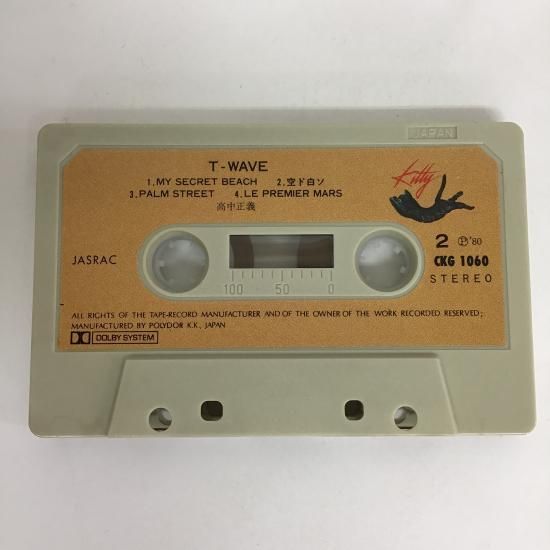 JAPAN
T-WAVE
1.MY SECRET BEACH 2.空ド白ソ
3.PALM STREET 4.LE PREMIER MARS
高中正義
Kitty
JASRAC
2 Ⓟ'80
CKG 1060
STEREO
100 50 0
ALL RIGHTS OF THE TAPE-RECORD MANUFACTURER AND OF THE OWNER OF THE WORK RECORDED RESERVED;
MANUFACTURED BY POLYDOR K.K., JAPAN
DOLBY SYSTEM